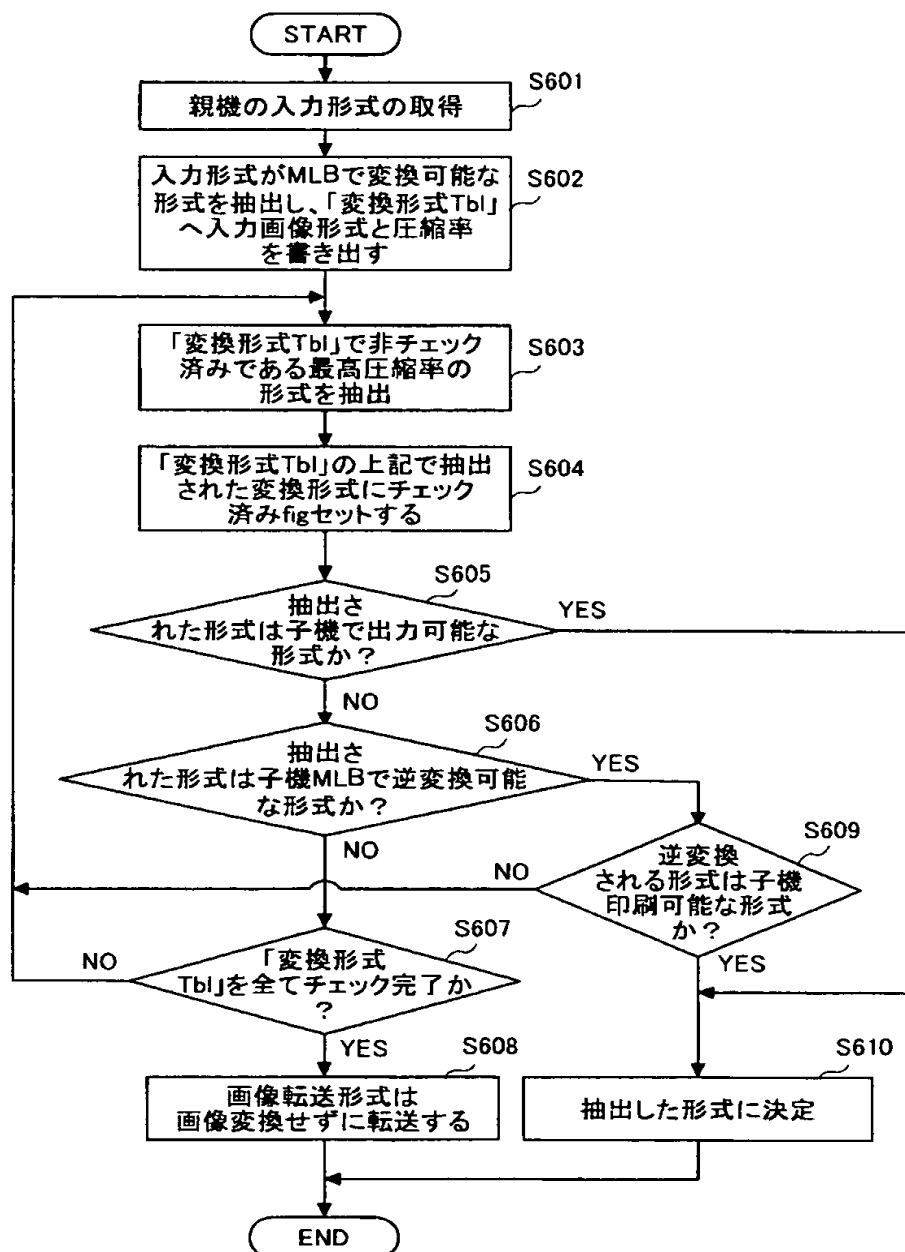 START
S601
親機の入力形式の取得
S602
入力形式がMLBで変換可能な
形式を抽出し、「変換形式Tbl」
へ入力画像形式と圧縮率
を書き出す
S603
「変換形式Tbl」で非チェック
済みである最高圧縮率の
形式を抽出
S604
「変換形式Tbl」の上記で抽出
された変換形式にチェック
済みfigセットする
S605
抽出さ
れた形式は子機で出力可能な
形式か?
YES
NO
S606
抽出さ
れた形式は子機MLBで逆変換可能
な形式か?
YES
NO
S609
逆変換
される形式は子機
印刷可能な形式
か?
NO
YES
S607
「変換形式
Tbl」を全てチェック完了か
?
NO
YES
S608
画像転送形式は
画像変換せずに転送する
S610
抽出した形式に決定
END